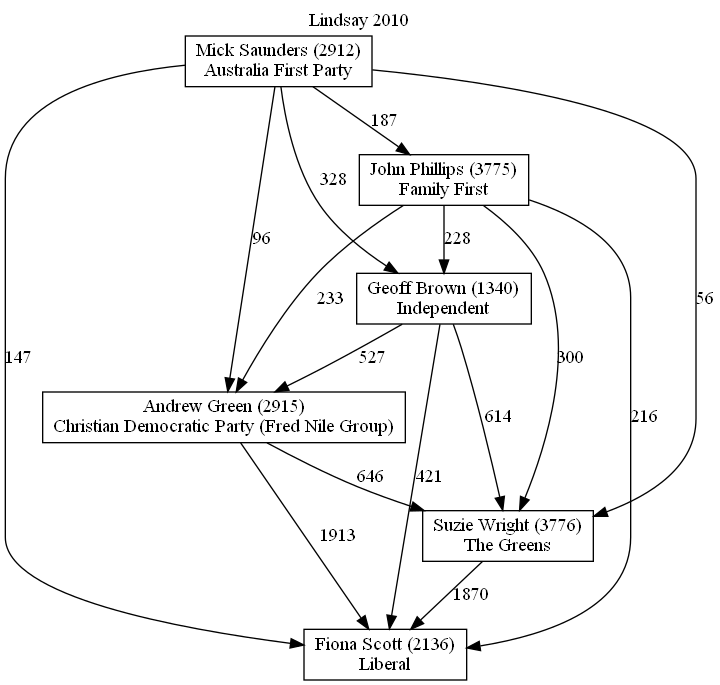 Lindsay 2010
Mick Saunders (2912)
Australia First Party
187
John Phillips (3775)
Family First
328
96
228
Geoff Brown (1340)
Independent
233
56
147
527
300
Andrew Green (2915)
Christian Democratic Party (Fred Nile Group)
614
216
646
421
Suzie Wright (3776)
The Greens
1913
1870
Fiona Scott (2136)
Liberal